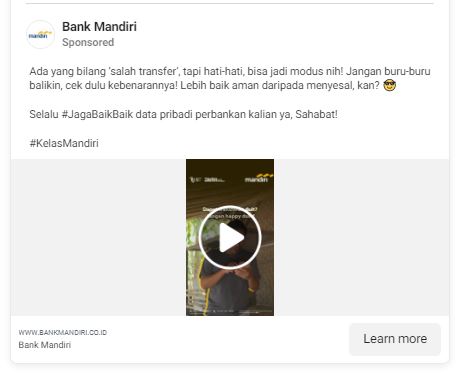 Bank Mandiri
Sponsored
mandiri
Ada yang bilang 'salah transfer', tapi hati-hati, bisa jadi modus nih! Jangan buru-buru
balikin, cek dulu kebenarannya! Lebih baik aman daripada menyesal, kan? 😎
Selalu #JagaBaikBaik data pribadi perbankan kalian ya, Sahabat!
#KelasMandiri
mandiri
jangan happy dulu!
WWW.BANKMANDIRI.CO.ID
Bank Mandiri
Learn more